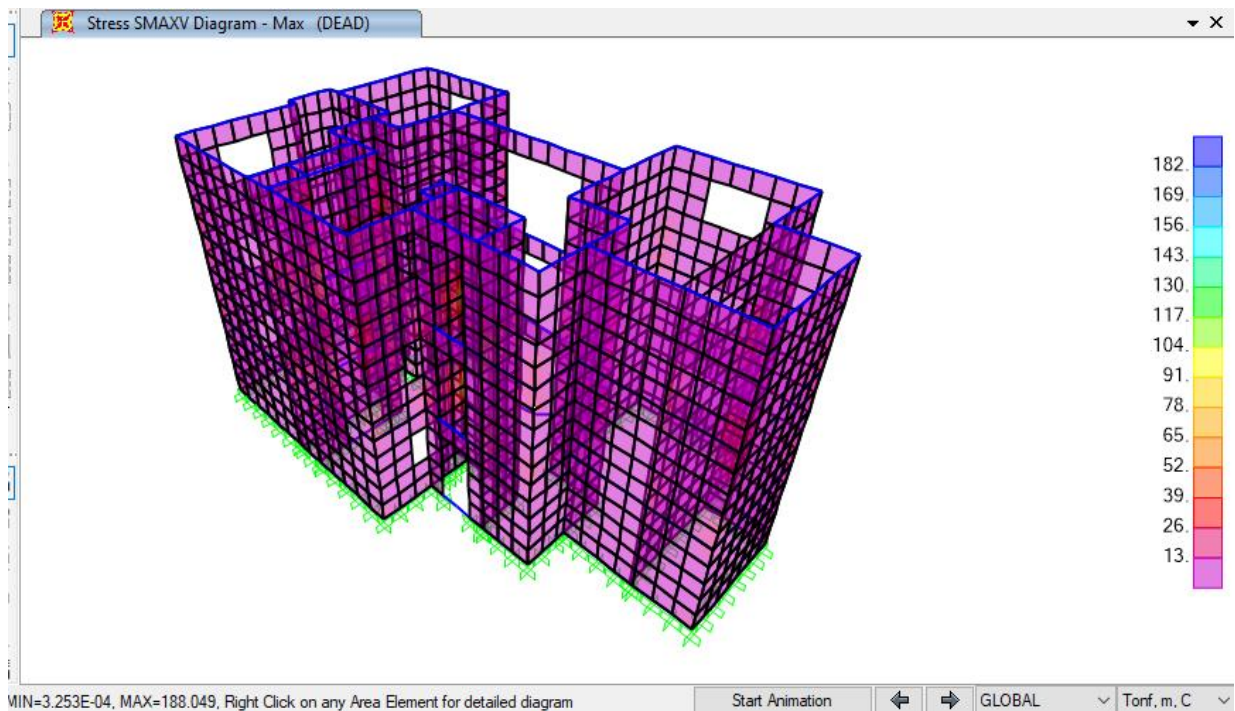 Stress SMAXV Diagram - Max (DEAD)
182.
169.
156.
143.
130.
117.
104.
91.
78.
65.
52.
39.
26.
13.
MIN=3.253E-04, MAX=188.049, Right Click on any Area Element for detailed diagram
Start Animation
GLOBAL
Tonf, m, C